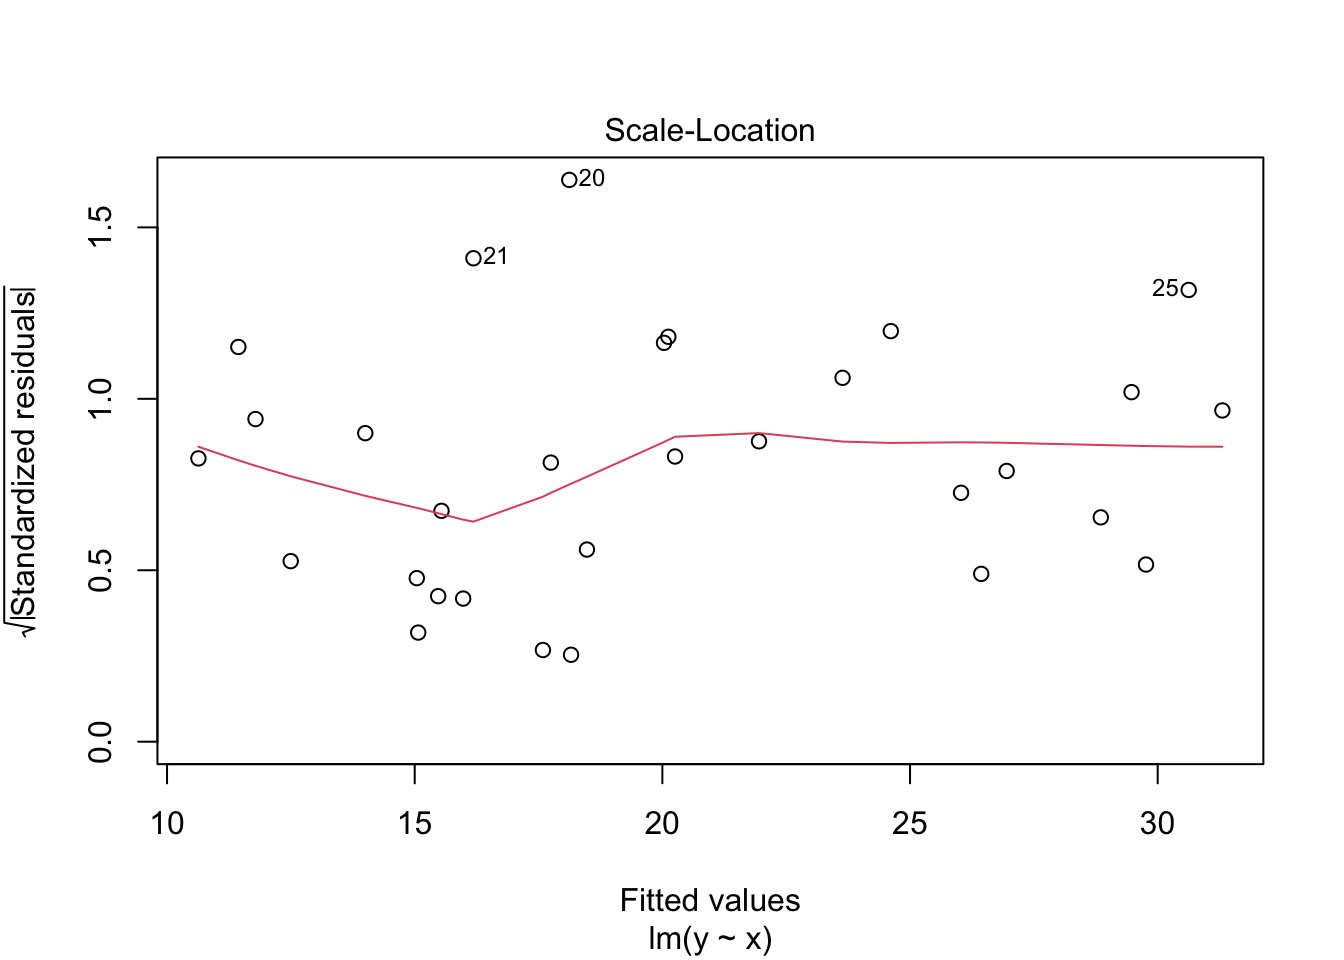 Scale-Location
√|Standardized residuals|
1.5
1.0
0.5
0.0
20
21
25
10 15 20 25 30
Fitted values
lm(y ~ x)